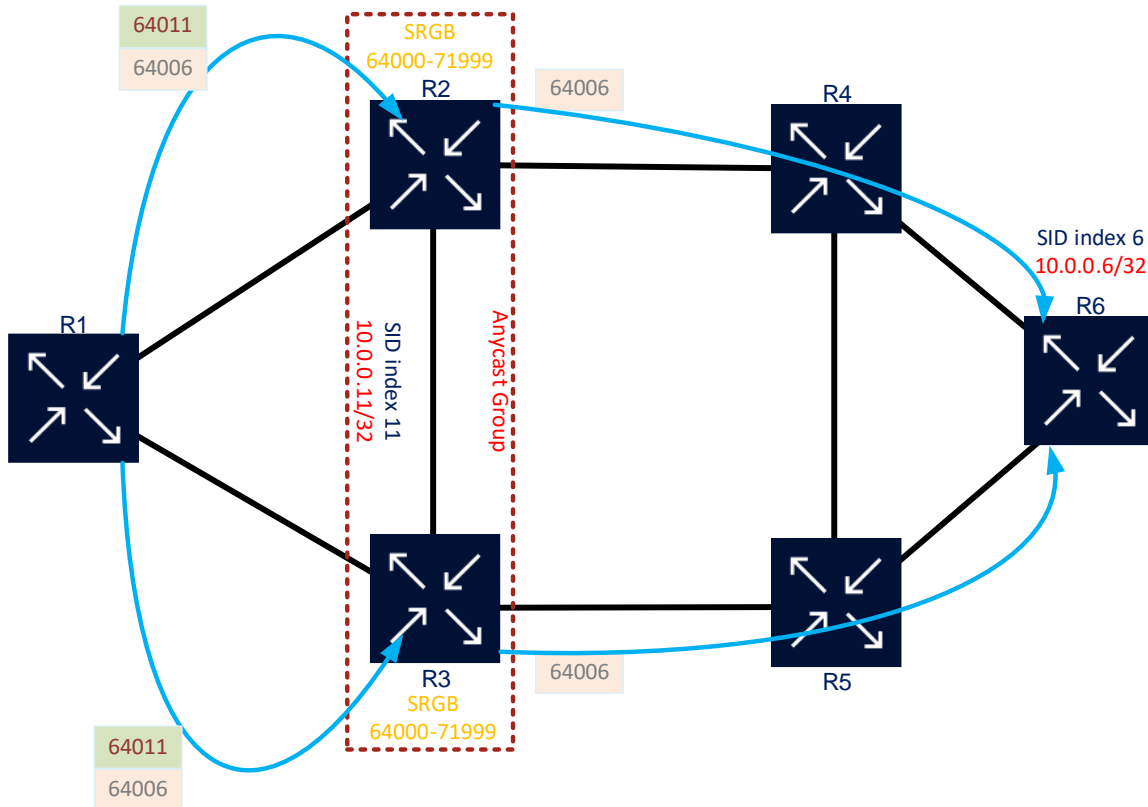 64011
64006
SRGB
64000-71999
R2
64006
R4
SID index 6
10.0.0.6/32
R6
R1
SID index 11
10.0.0.11/32
Anycast Group
R3
SRGB
64000-71999
64006
R5
64011
64006